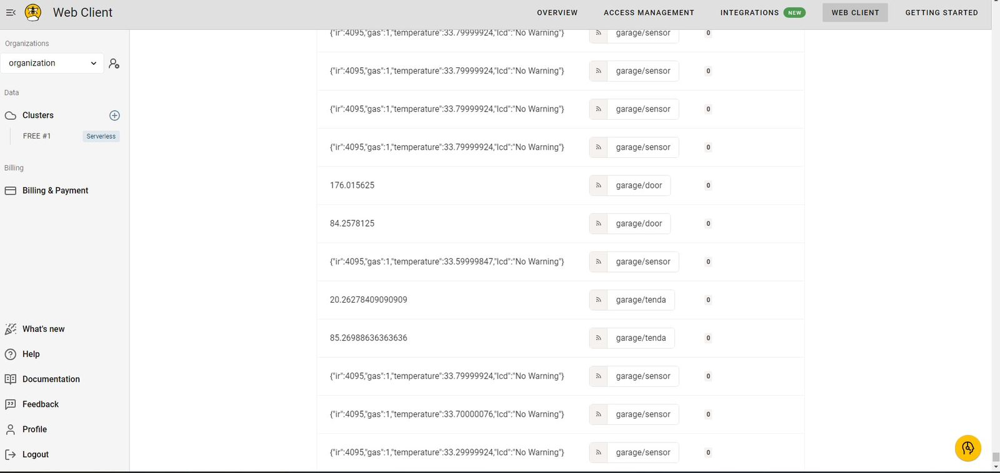 Web Client
OVERVIEW
ACCESS MANAGEMENT
INTEGRATIONS NEW
WEB CLIENT
GETTING STARTED
Organizations
organization
Data
Clusters
FREE #1 Serverless
Billing
Billing & Payment
What's new
Help
Documentation
Feedback
Profile
Logout
{"ir":4095,"gas":1,"temperature":33.79999924,"lcd":"No Warning"} garage/sensor 0
{"ir":4095,"gas":1,"temperature":33.79999924,"lcd":"No Warning"} garage/sensor 0
{"ir":4095,"gas":1,"temperature":33.79999924,"lcd":"No Warning"} garage/sensor 0
{"ir":4095,"gas":1,"temperature":33.79999924,"lcd":"No Warning"} garage/sensor 0
176.015625 garage/door 0
84.2578125 garage/door 0
{"ir":4095,"gas":1,"temperature":33.59999847,"lcd":"No Warning"} garage/sensor 0
20.26278409090909 garage/tenda 0
85.26988636363636 garage/tenda 0
{"ir":4095,"gas":1,"temperature":33.79999924,"lcd":"No Warning"} garage/sensor 0
{"ir":4095,"gas":1,"temperature":33.70000076,"lcd":"No Warning"} garage/sensor 0
{"ir":4095,"gas":1,"temperature":33.29999924,"lcd":"No Warning"} garage/sensor 0